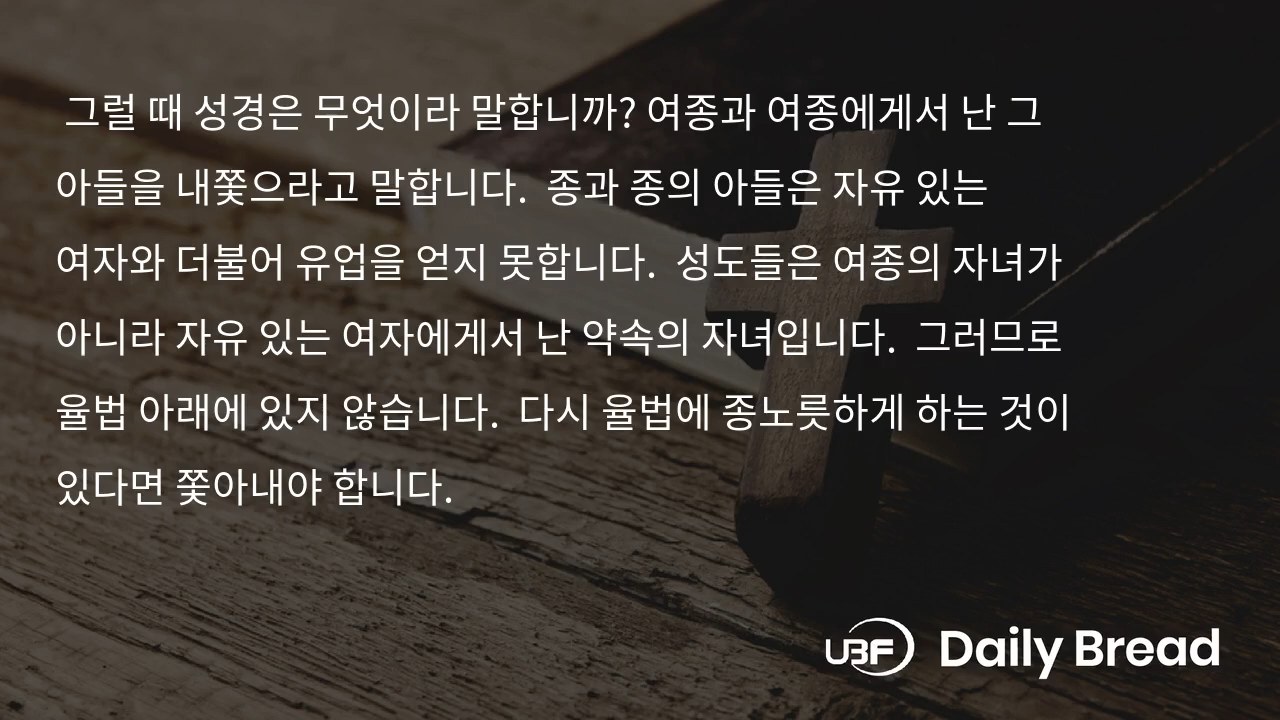 그럴 때 성경은 무엇이라 말합니까? 여종과 여종에게서 난 그
아들을 내쫓으라고 말합니다.  종과 종의 아들은 자유 있는
여자와 더불어 유업을 얻지 못합니다.  성도들은 여종의 자녀가
아니라 자유 있는 여자에게서 난 약속의 자녀입니다.  그러므로
율법 아래에 있지 않습니다.  다시 율법에 종노릇하게 하는 것이
있다면 쫓아내야 합니다.
UBF Daily Bread